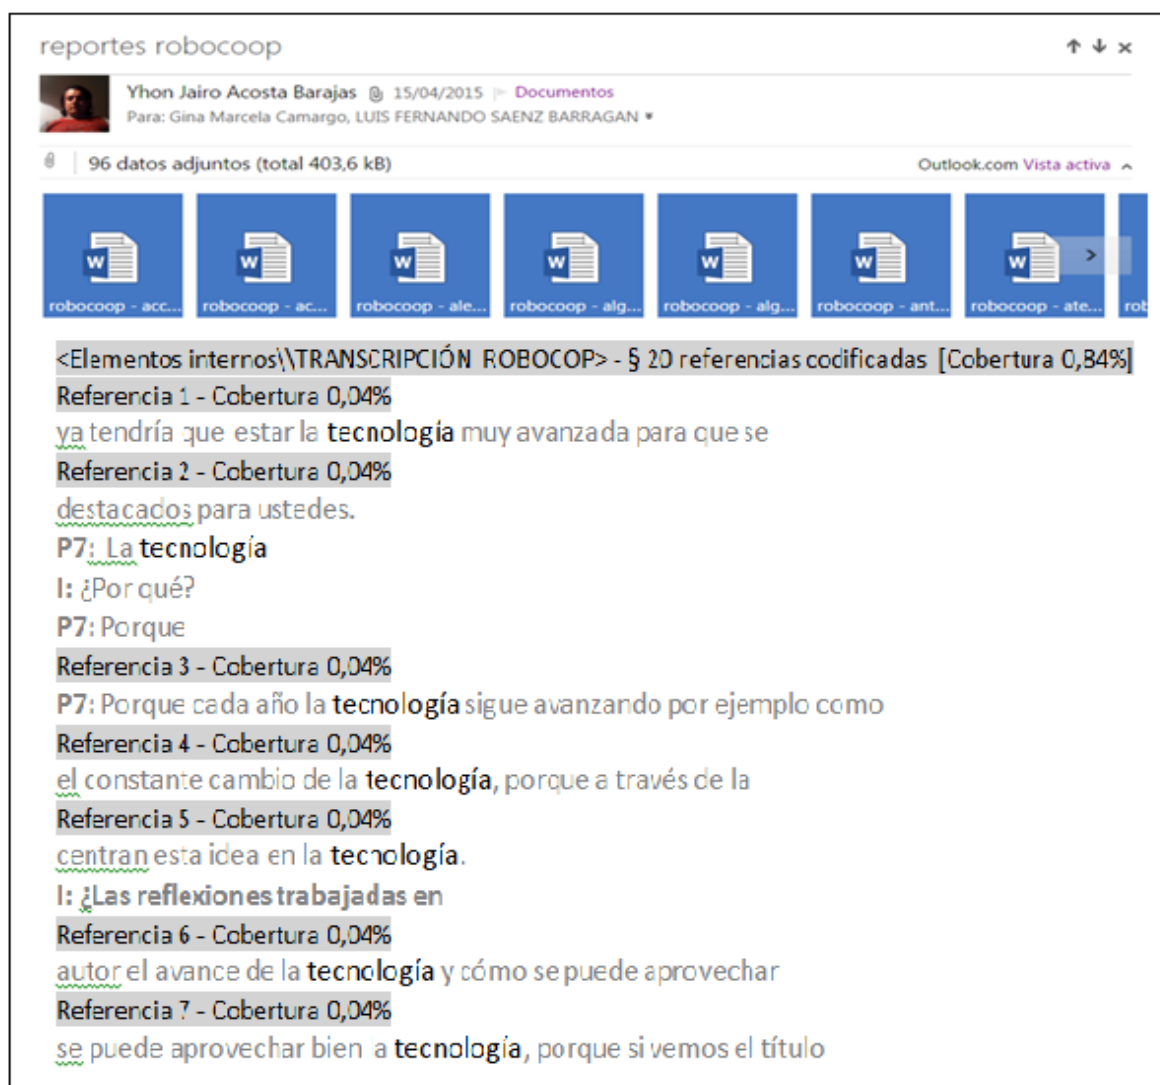 reportes robocoop
Yhon Jairo Acosta Barajas 15/04/2015 Documentos
Para: Gina Marcela Camargo, LUIS FERNANDO SAENZ BARRAGAN
96 datos adjuntos (total 403,6 kB) Outlook.com Vista activa
robocoop - acc... robocoop - ac... robocoop - ale... robocoop - alg... robocoop - alg... robocoop - ant... robocoop - ate... rob
<Elementos internos\\TRANSCRIPCIÓN ROBOCOP> - § 20 referencias codificadas [Cobertura 0,84%]
Referencia 1 - Cobertura 0,04%
ya tendría que estar la tecnología muy avanzada para que se
Referencia 2 - Cobertura 0,04%
destacados para ustedes.
P7: La tecnología
I: ¿Por qué?
P7: Porque
Referencia 3 - Cobertura 0,04%
P7: Porque cada año la tecnología sigue avanzando por ejemplo como
Referencia 4 - Cobertura 0,04%
el constante cambio de la tecnología, porque a través de la
Referencia 5 - Cobertura 0,04%
centran esta idea en la tecnología.
I: ¿Las reflexiones trabajadas en
Referencia 6 - Cobertura 0,04%
autor el avance de la tecnología y cómo se puede aprovechar
Referencia 7 - Cobertura 0,04%
se puede aprovechar bien la tecnología, porque si vemos el título